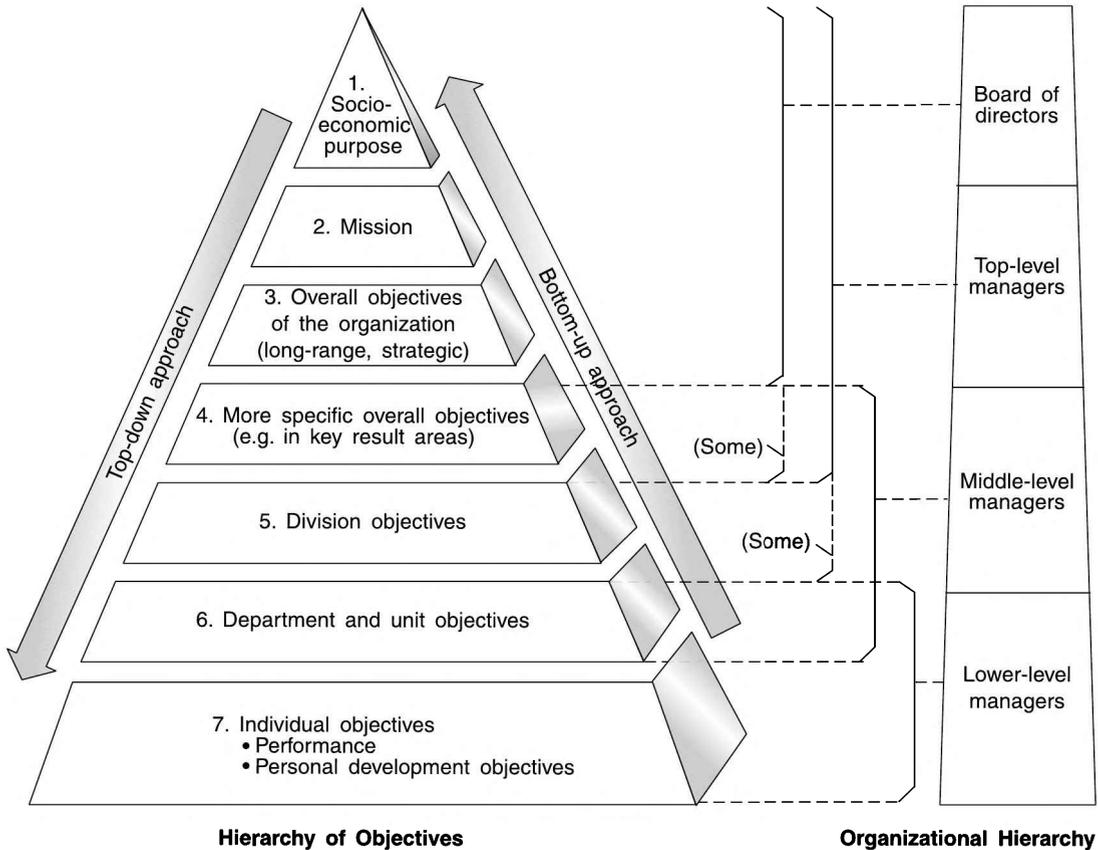 1.
Socio-
economic
purpose
2. Mission
3. Overall objectives
of the organization
(long-range, strategic)
4. More specific overall objectives
(e.g. in key result areas)
5. Division objectives
6. Department and unit objectives
7. Individual objectives
• Performance
• Personal development objectives
Top-down approach
Bottom-up approach
(Some)
(Some)
Board of
directors
Top-level
managers
Middle-level
managers
Lower-level
managers
Hierarchy of Objectives
Organizational Hierarchy